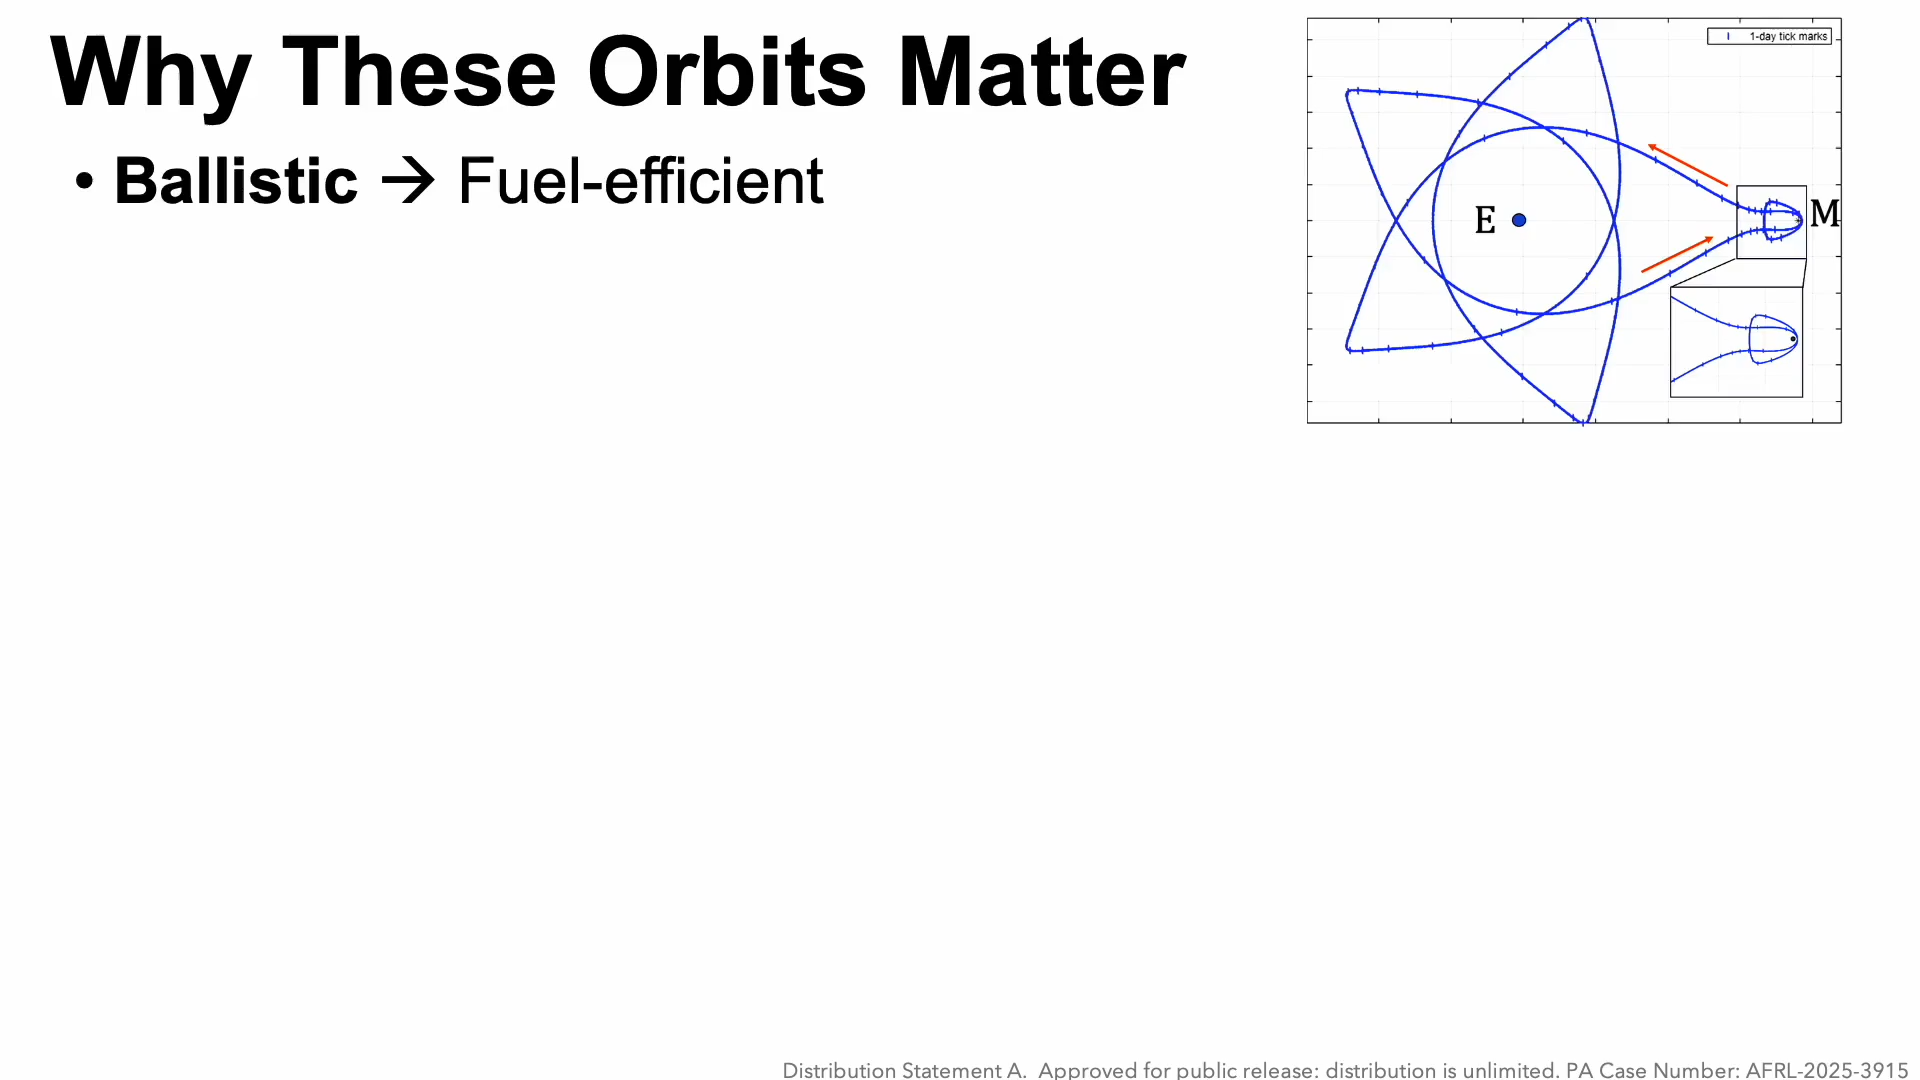 Why These Orbits Matter
• Ballistic → Fuel-efficient
1-day tick marks
E
M
Distribution Statement A. Approved for public release: distribution is unlimited. PA Case Number: AFRL-2025-3915